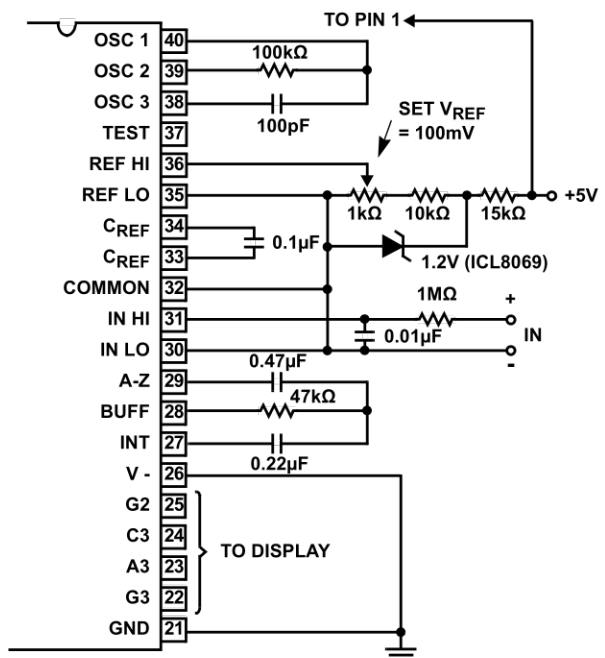 TO PIN 1
OSC 1 40
100kΩ
OSC 2 39
OSC 3 38
100pF
TEST 37
SET VREF
= 100mV
REF HI 36
REF LO 35
1kΩ 10kΩ 15kΩ
+5V
CREF 34
0.1µF
CREF 33
1.2V (ICL8069)
COMMON 32
1MΩ
+
IN HI 31
0.01µF
IN
IN LO 30
-
0.47µF
A-Z 29
47kΩ
BUFF 28
INT 27
0.22µF
V - 26
G2 25
C3 24
TO DISPLAY
A3 23
G3 22
GND 21